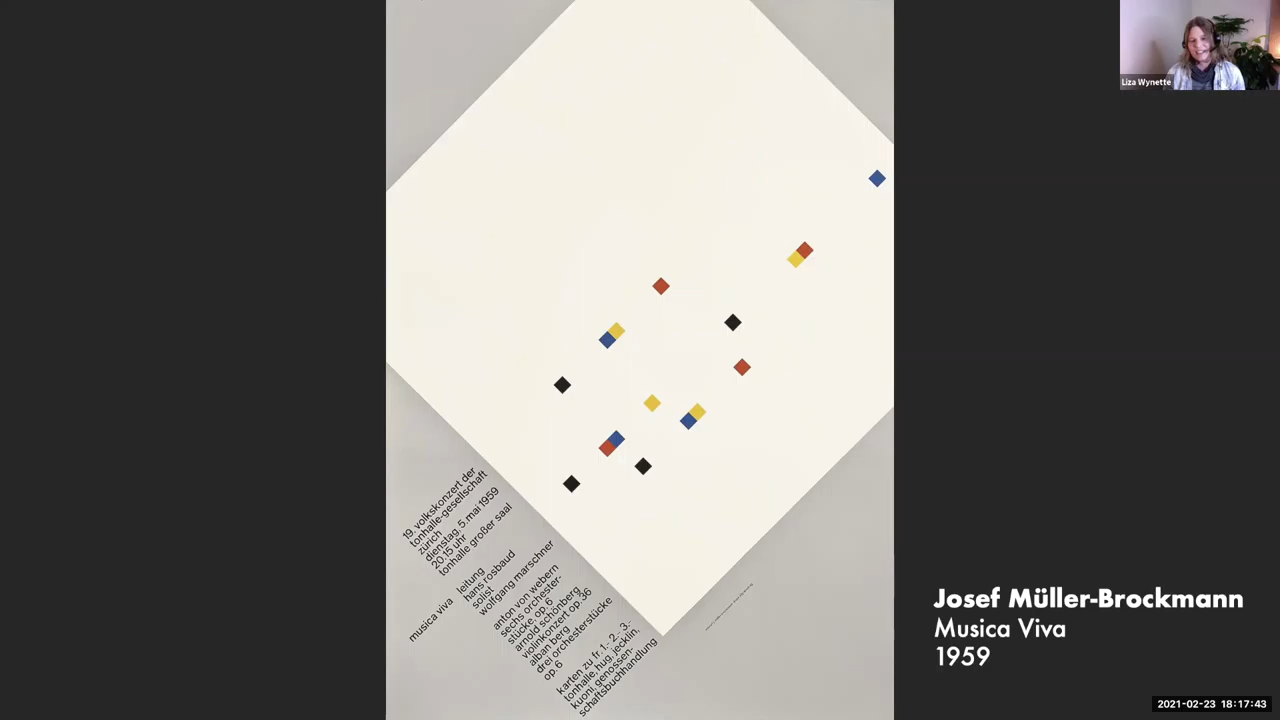 Liza Wynette
19. volkskonzert der
tonhalle-gesellschaft
zürich
dienstag, 5. mai 1959
20.15 uhr
tonhalle großer saal
musica viva
leitung
hans rosbaud
solist
wolfgang marschner
anton von webern
sechs orchester-
stücke, op. 6
arnold schönberg
violinkonzert op. 36
alban berg
drei orchesterstücke
op. 6
karten zu fr. 1.- 2.- 3.-
tonhalle, hug, jecklin,
kuoni, genossen-
schaftsbuchhandlung
Josef Müller-Brockmann
Musica Viva
1959
2021-02-23 18:17:43